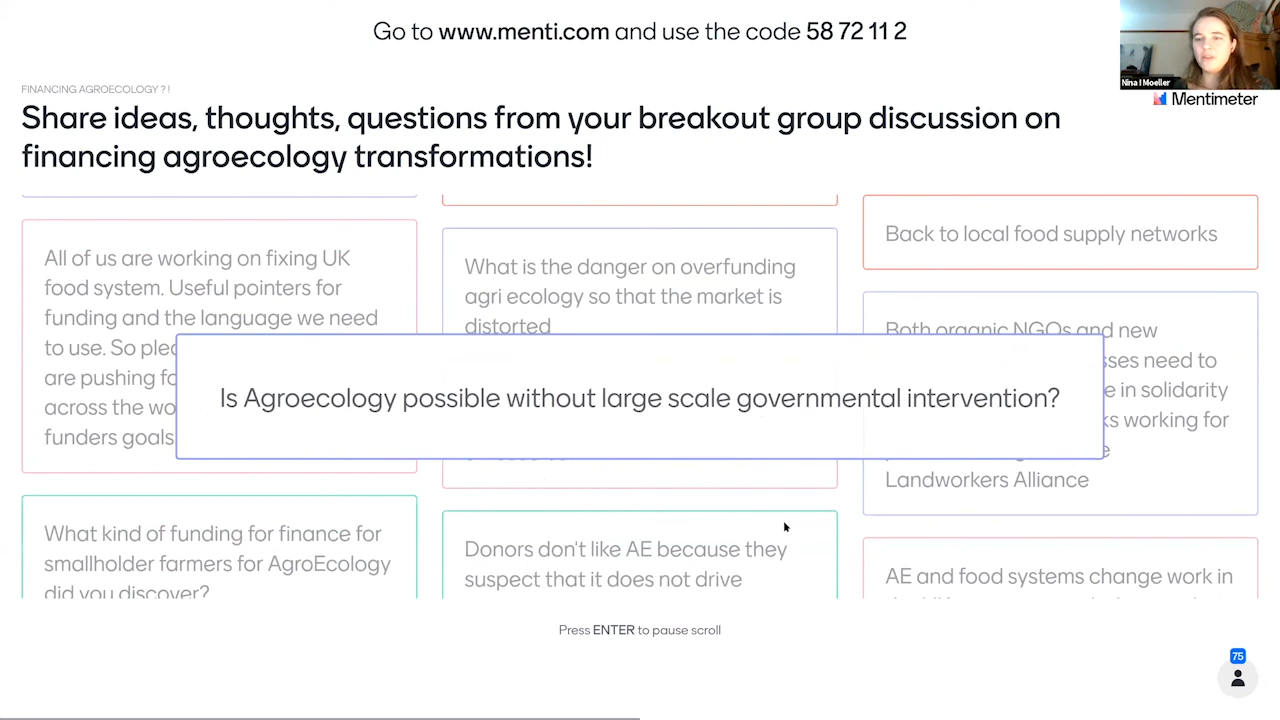 Go to www.menti.com and use the code 58 72 11 2
Nina I Moeller
Mentimeter
FINANCING AGROECOLOGY ? !
Share ideas, thoughts, questions from your breakout group discussion on
financing agroecology transformations!
All of us are working on fixing UK
food system. Useful pointers for
funding and the language we need
to use. So
are pushing
across the
funders goals
What kind of funding for finance for
smallholder farmers for AgroEcology
did you discover?
What is the danger on overfunding
agri ecology so that the market is
distorted
Is Agroecology possible without large scale governmental intervention?
Donors don't like AE because they
suspect that it does not drive
Back to local food supply networks
Both organic NGOs and new
need to
in solidarity
working for
Landworkers Alliance
AE and food systems change work in
Press ENTER to pause scroll
75